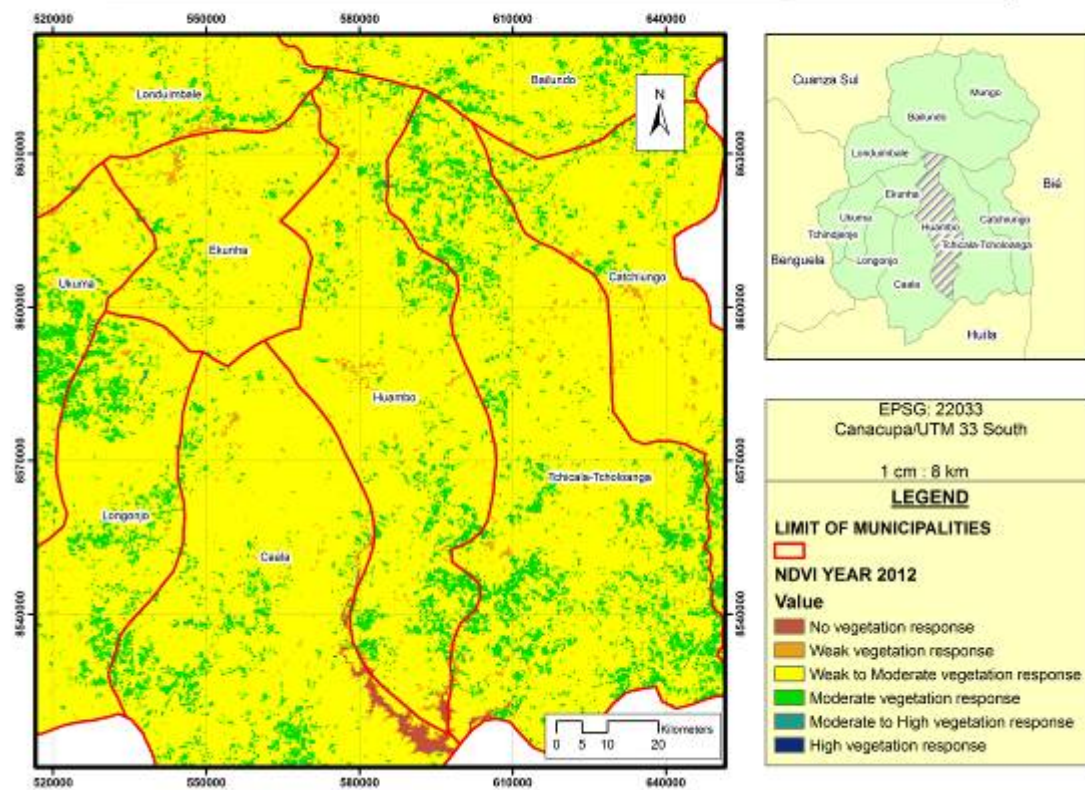 520000 550000 580000 610000 640000
8630000
8600000
8570000
8540000
Londuimbale
Bailundo
N
Ekunha
Ukuma
Catchiungo
Huambo
Tchicala-Tcholoanga
Longonjo
Caala
Kilometers
0 5 10 20
8630000
8600000
8570000
8540000
520000 550000 580000 610000 640000
Cuanza Sul
Mungo
Bailundo
Londuimbale
Bié
Ekunha
Ukuma
Huambo
Catchiungo
Tchindjenje
Tchicala-Tcholoanga
Benguela
Longonjo
Caala
Huila
EPSG: 22033
Canacupa/UTM 33 South
1 cm : 8 km
LEGEND
LIMIT OF MUNICIPALITIES
NDVI YEAR 2012
Value
No vegetation response
Weak vegetation response
Weak to Moderate vegetation response
Moderate vegetation response
Moderate to High vegetation response
High vegetation response